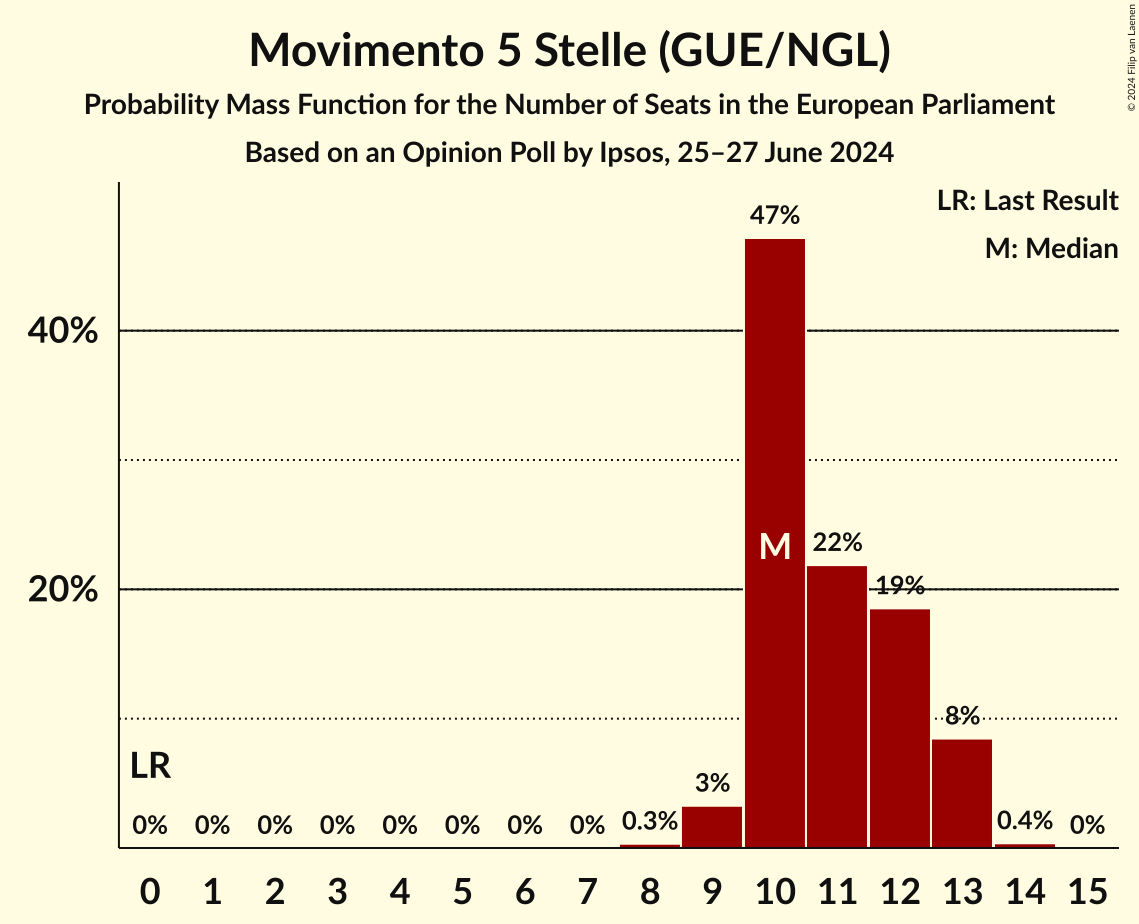 Movimento 5 Stelle (GUE/NGL)
Probability Mass Function for the Number of Seats in the European Parliament
Based on an Opinion Poll by Ipsos, 25–27 June 2024
© 2024 Filip van Laenen
LR: Last Result
M: Median
40%
20%
47%
M
22%
19%
8%
LR
3%
0% 0% 0% 0% 0% 0% 0% 0% 0.3% 0.4% 0%
0 1 2 3 4 5 6 7 8 9 10 11 12 13 14 15